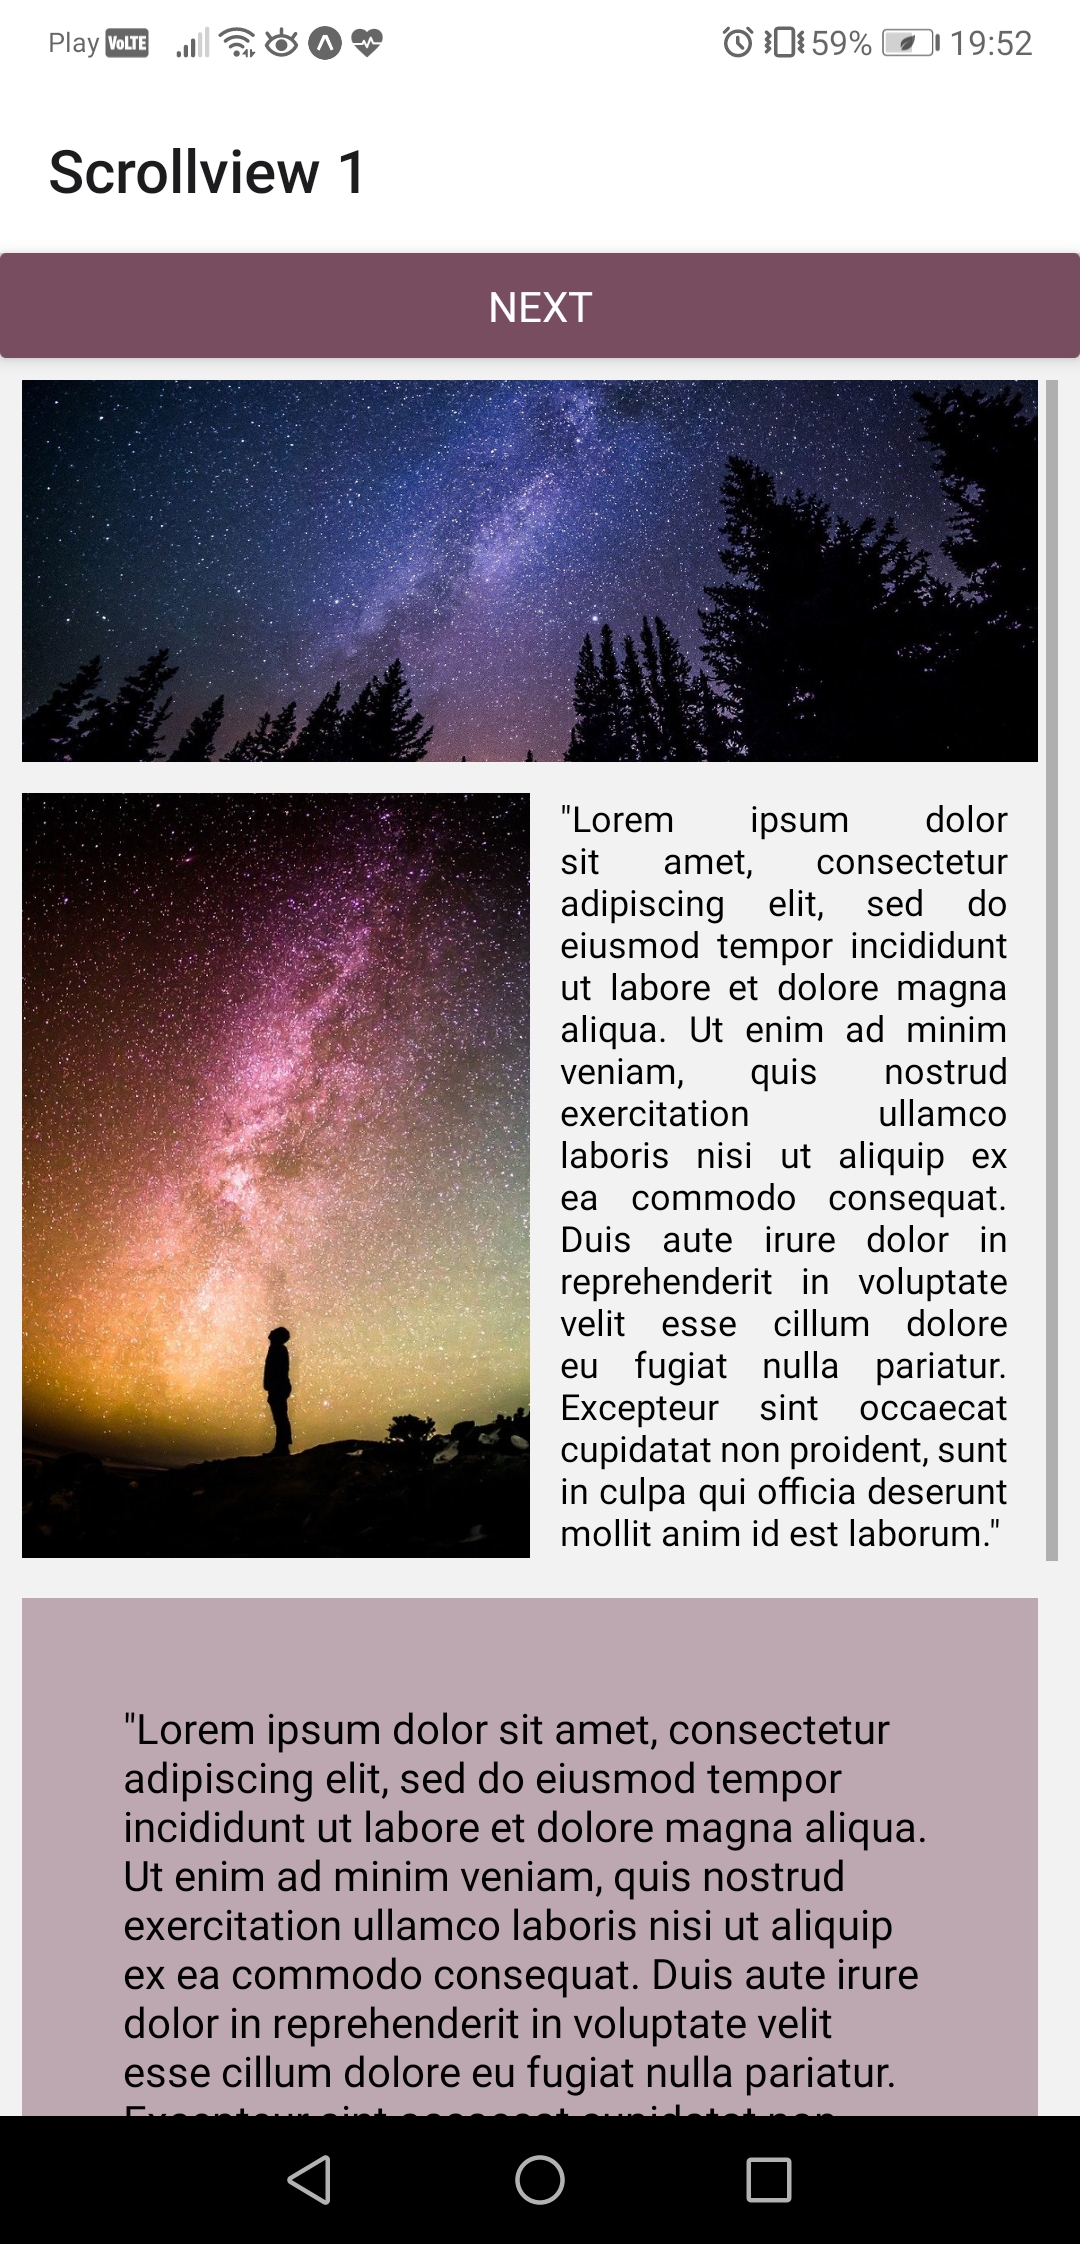 Play VoLTE 59% 19:52
Scrollview 1
NEXT
"Lorem ipsum dolor
sit amet, consectetur
adipiscing elit, sed do
eiusmod tempor incididunt
ut labore et dolore magna
aliqua. Ut enim ad minim
veniam, quis nostrud
exercitation ullamco
laboris nisi ut aliquip ex
ea commodo consequat.
Duis aute irure dolor in
reprehenderit in voluptate
velit esse cillum dolore
eu fugiat nulla pariatur.
Excepteur sint occaecat
cupidatat non proident, sunt
in culpa qui officia deserunt
mollit anim id est laborum."
"Lorem ipsum dolor sit amet, consectetur
adipiscing elit, sed do eiusmod tempor
incididunt ut labore et dolore magna aliqua.
Ut enim ad minim veniam, quis nostrud
exercitation ullamco laboris nisi ut aliquip
ex ea commodo consequat. Duis aute irure
dolor in reprehenderit in voluptate velit
esse cillum dolore eu fugiat nulla pariatur.
Excepteur sint occaecat cupidatat non